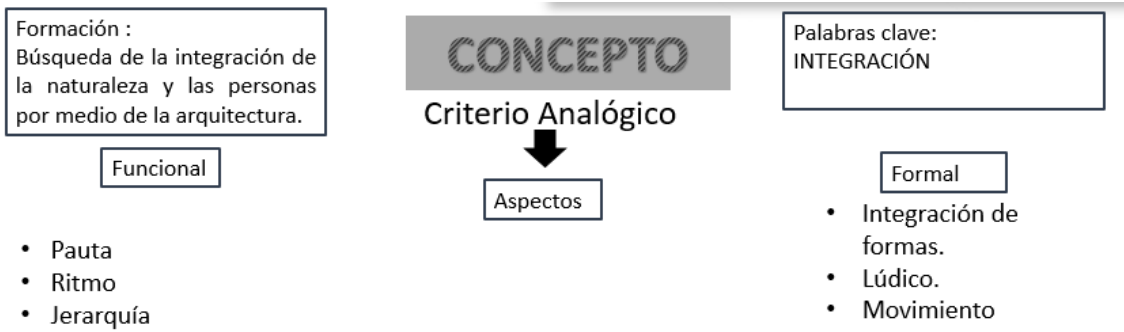 Formación :
Búsqueda de la integración de
la naturaleza y las personas
por medio de la arquitectura.
Funcional
• Pauta
• Ritmo
• Jerarquía
CONCEPTO
Criterio Analógico
Aspectos
Palabras clave:
INTEGRACIÓN
Formal
• Integración de
formas.
• Lúdico.
• Movimiento